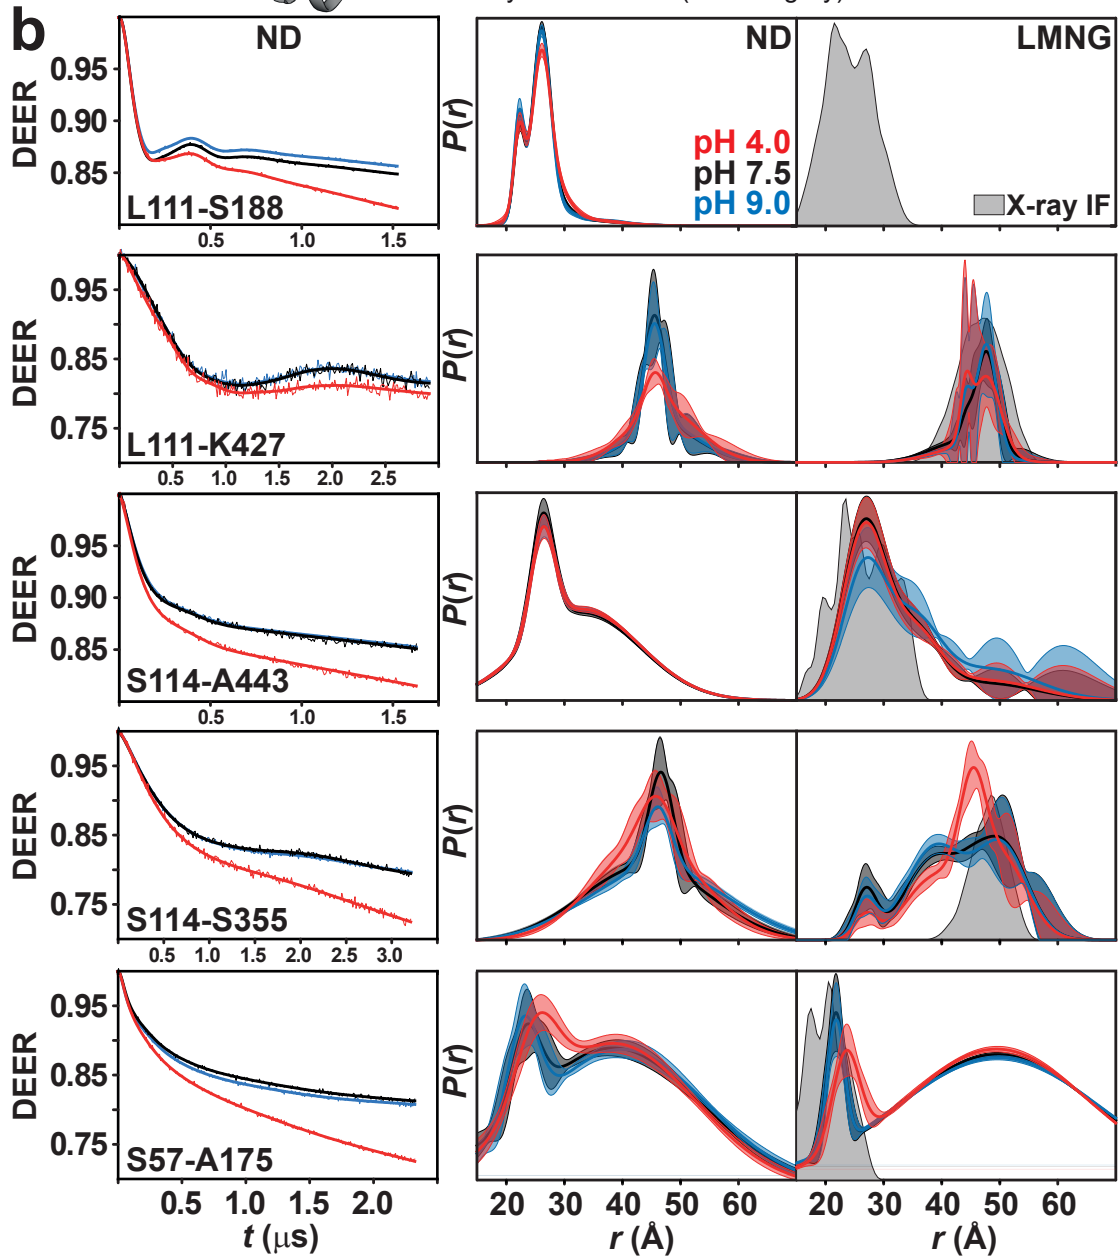 b
ND
ND
LMNG
DEER
0.95
0.90
0.85
L111-S188
0.5
1.0
1.5
P(r)
pH 4.0
pH 7.5
pH 9.0
X-ray IF
DEER
0.95
0.85
0.75
L111-K427
0.5
1.0
1.5
2.0
2.5
P(r)
DEER
0.95
0.90
0.85
S114-A443
0.5
1.0
1.5
P(r)
DEER
0.95
0.85
0.75
S114-S355
0.5
1.0
1.5
2.0
2.5
3.0
P(r)
DEER
0.95
0.85
0.75
S57-A175
0.5
1.0
1.5
2.0
t (μs)
P(r)
20
30
40
50
60
r (Å)
20
30
40
50
60
r (Å)